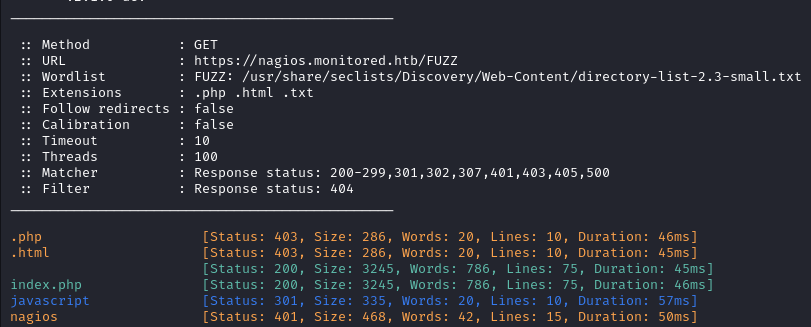 :: Method : GET
:: URL : https://nagios.monitored.htb/FUZZ
:: Wordlist : FUZZ: /usr/share/seclists/Discovery/Web-Content/directory-list-2.3-small.txt
:: Extensions : .php .html .txt
:: Follow redirects : false
:: Calibration : false
:: Timeout : 10
:: Threads : 100
:: Matcher : Response status: 200-299,301,302,307,401,403,405,500
:: Filter : Response status: 404
.php [Status: 403, Size: 286, Words: 20, Lines: 10, Duration: 46ms]
.html [Status: 403, Size: 286, Words: 20, Lines: 10, Duration: 45ms]
[Status: 200, Size: 3245, Words: 786, Lines: 75, Duration: 45ms]
index.php [Status: 200, Size: 3245, Words: 786, Lines: 75, Duration: 46ms]
javascript [Status: 301, Size: 335, Words: 20, Lines: 10, Duration: 57ms]
nagios [Status: 401, Size: 468, Words: 42, Lines: 15, Duration: 50ms]